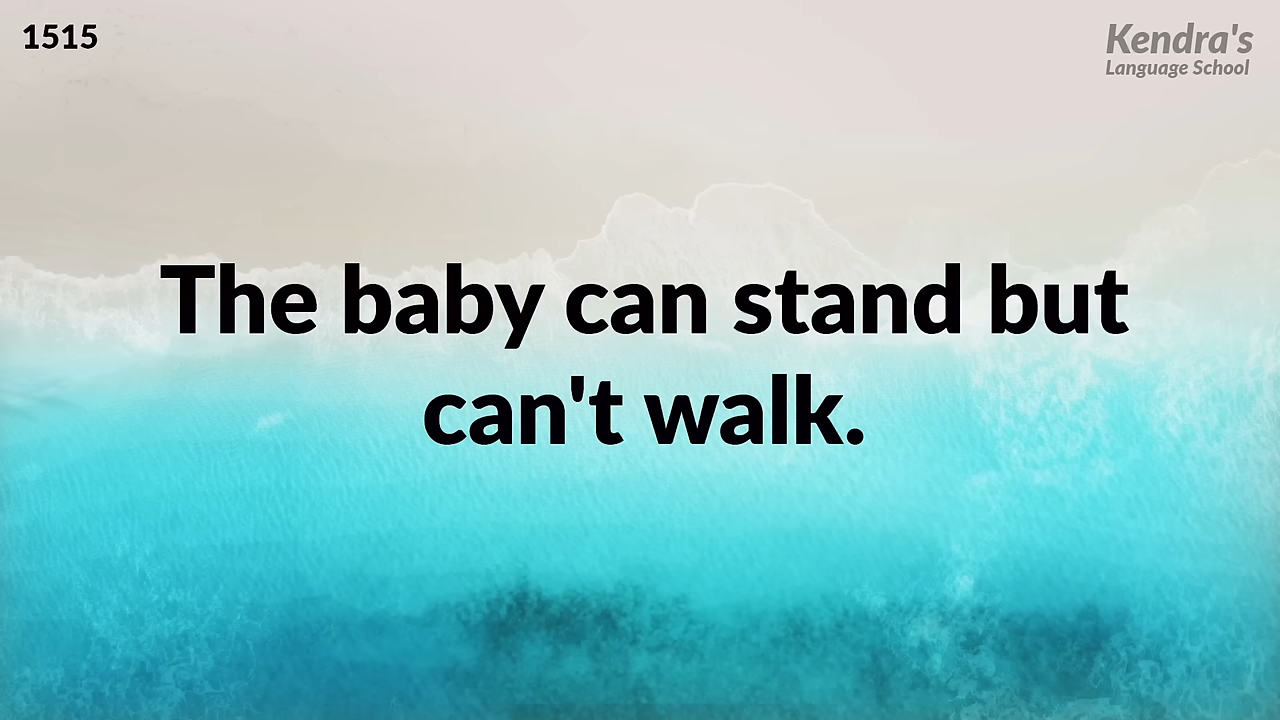 1515
Kendra's
Language School
The baby can stand but
can't walk.